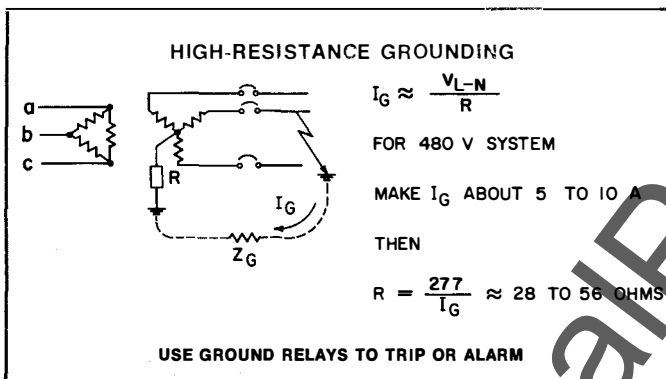 HIGH-RESISTANCE GROUNDING
a
b
c
R
I_G
Z_G
I_G ≈ V_L-N / R
FOR 480 V SYSTEM
MAKE I_G ABOUT 5 TO 10 A
THEN
R = 277 / I_G ≈ 28 TO 56 OHMS
USE GROUND RELAYS TO TRIP OR ALARM